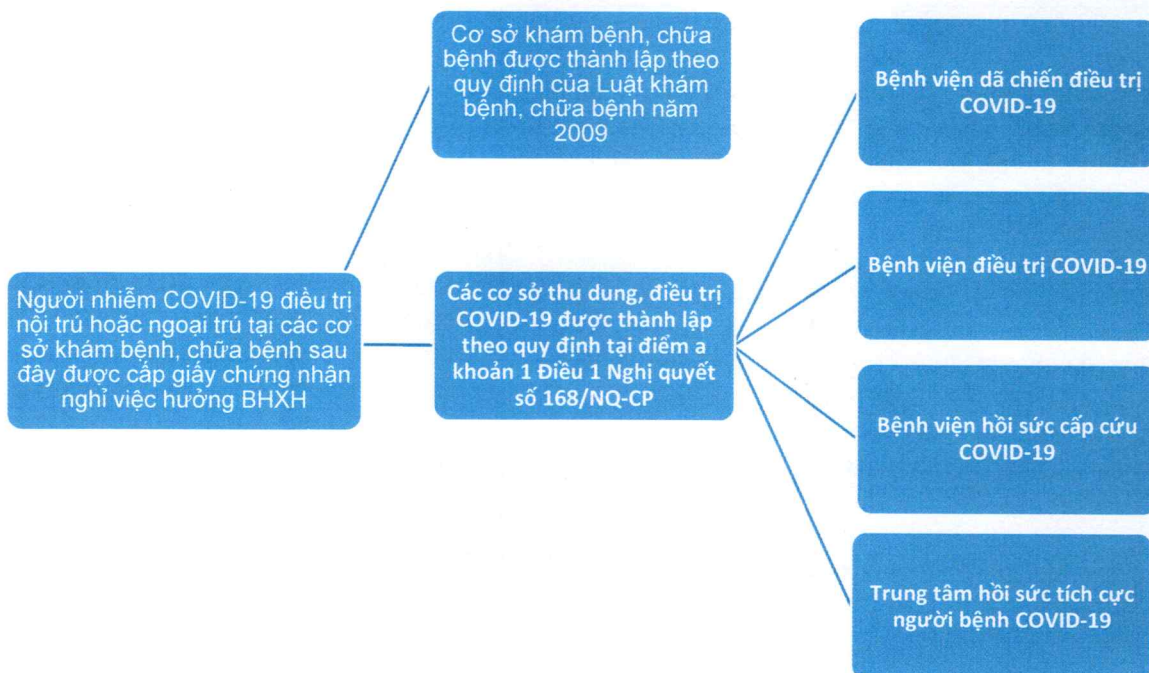 Người nhiễm COVID-19 điều trị
nội trú hoặc ngoại trú tại các cơ
sở khám bệnh, chữa bệnh sau
đây được cấp giấy chứng nhận
nghỉ việc hưởng BHXH
Cơ sở khám bệnh, chữa
bệnh được thành lập theo
quy định của Luật khám
bệnh, chữa bệnh năm
2009
Các cơ sở thu dung, điều trị
COVID-19 được thành lập
theo quy định tại điểm a
khoản 1 Điều 1 Nghị quyết
số 168/NQ-CP
Bệnh viện dã chiến điều trị
COVID-19
Bệnh viện điều trị COVID-19
Bệnh viện hồi sức cấp cứu
COVID-19
Trung tâm hồi sức tích cực
người bệnh COVID-19